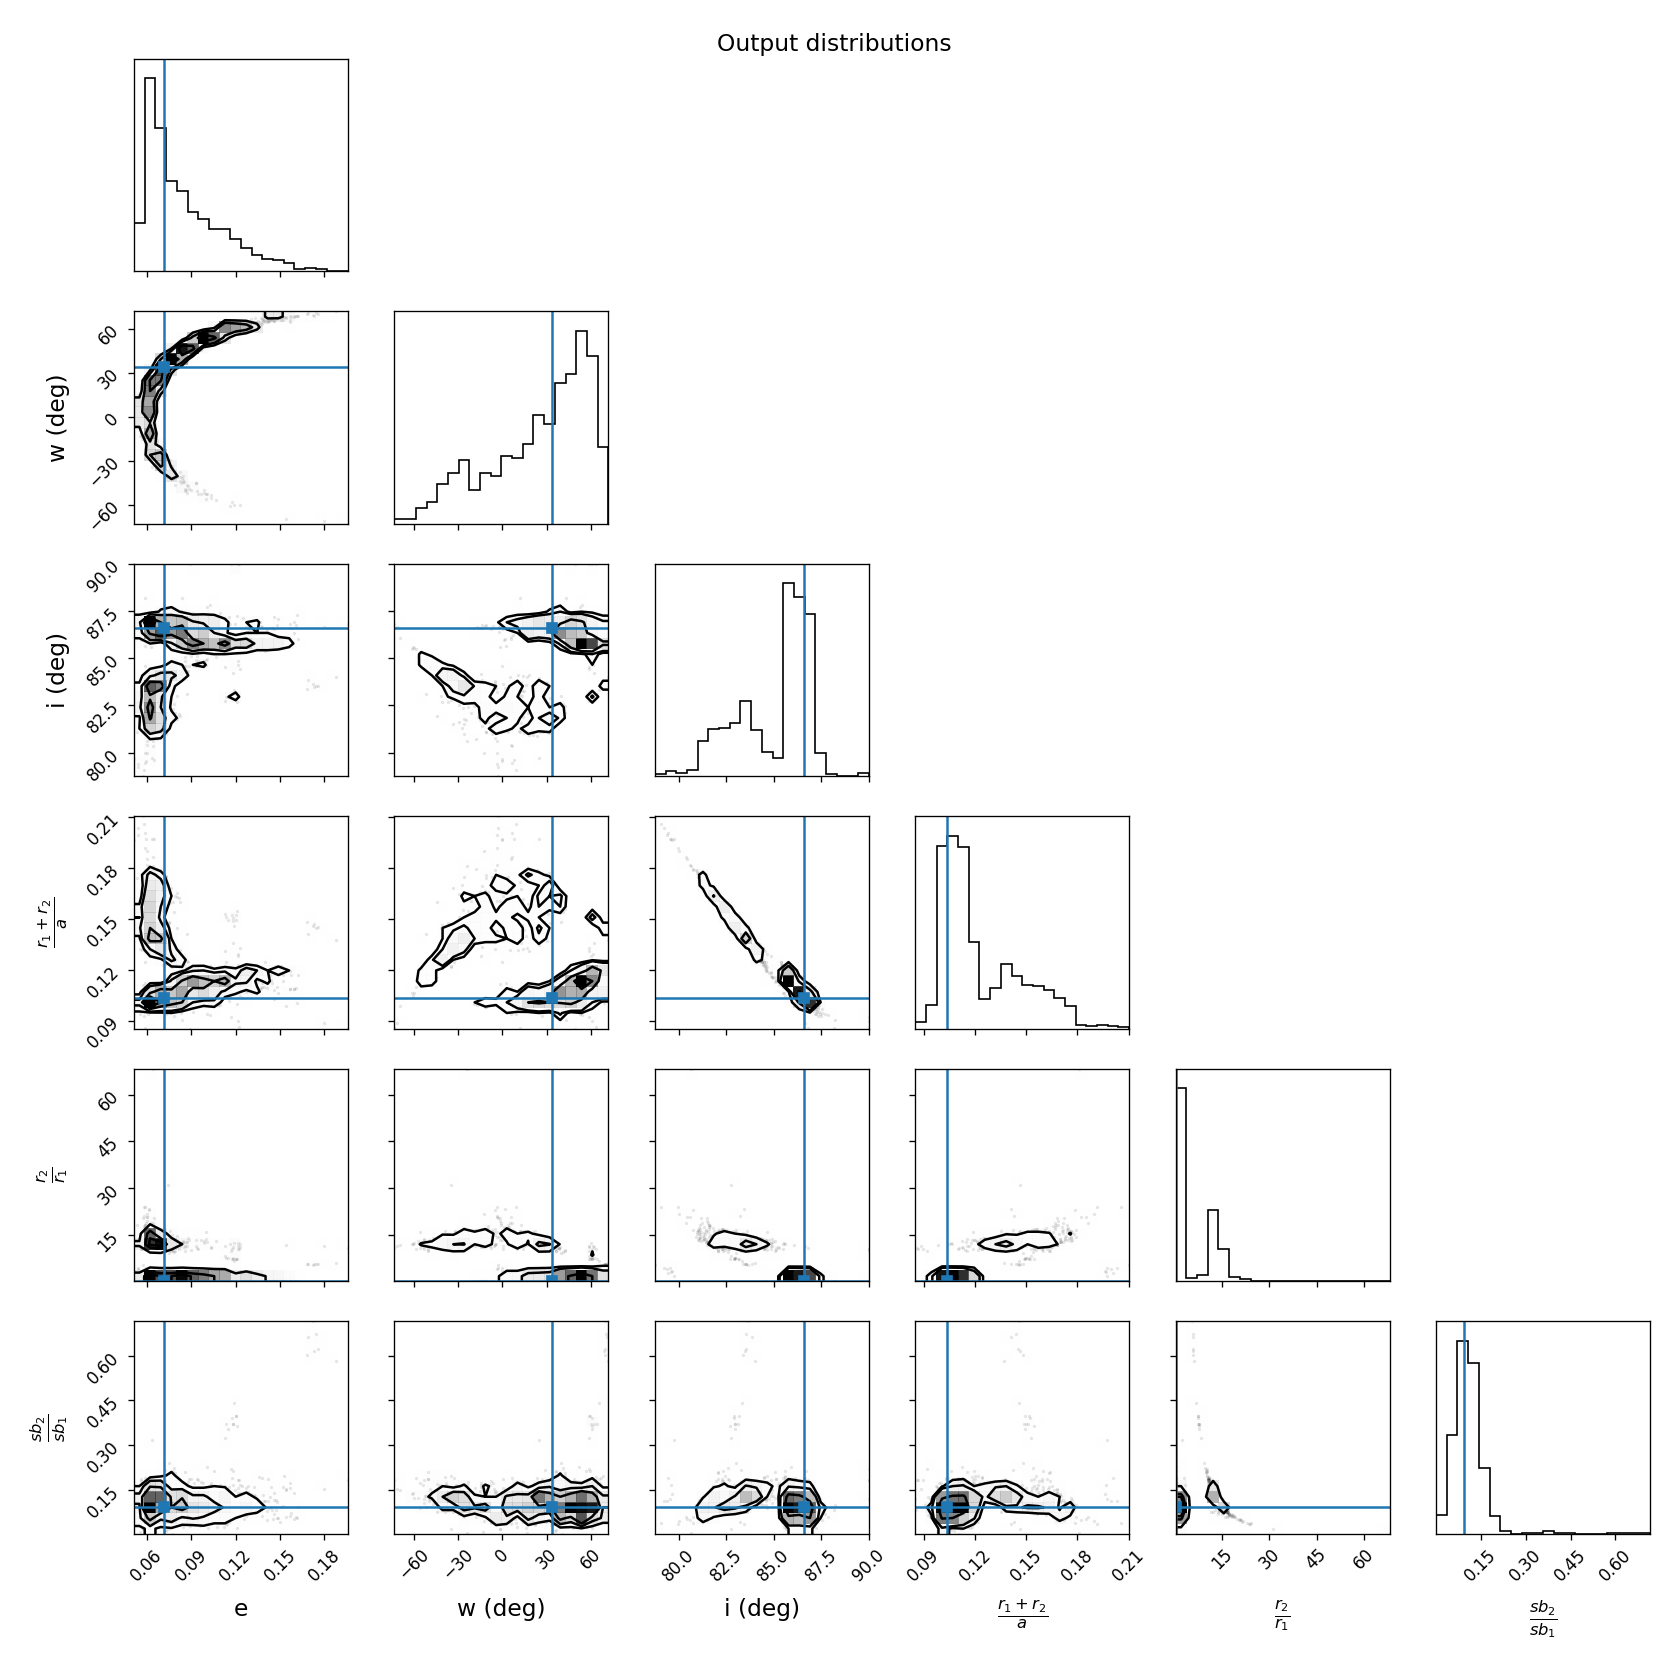 Output distributions
w (deg)
60
30
0
−30
−60
i (deg)
90.0
87.5
85.0
82.5
80.0
r₁ + r₂
a
0.21
0.18
0.15
0.12
0.09
r₂
r₁
60
45
30
15
sb₂
sb₁
0.60
0.45
0.30
0.15
0.06 0.09 0.12 0.15 0.18 −60 −30 0 30 60 80.0 82.5 85.0 87.5 90.0 0.09 0.12 0.15 0.18 0.21 15 30 45 60 0.15 0.30 0.45 0.60
e w (deg) i (deg) r₁ + r₂ r₂ sb₂
a r₁ sb₁